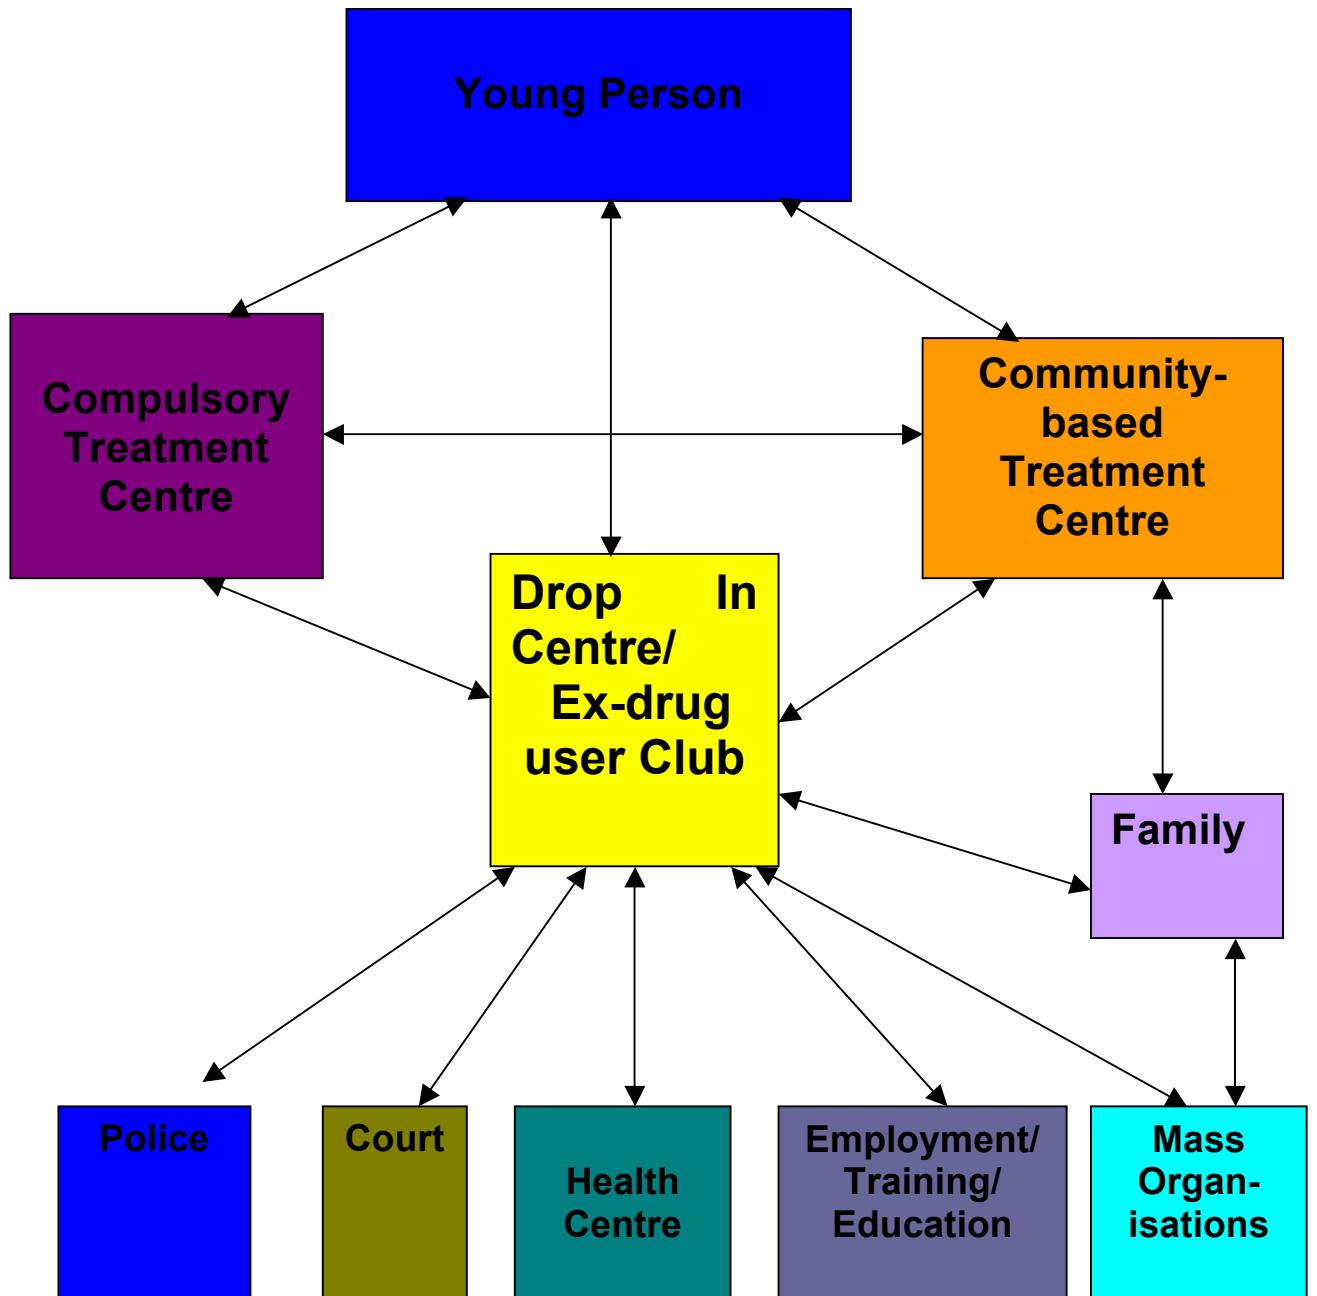 Young Person
Compulsory
Treatment
Centre
Community-
based
Treatment
Centre
Drop In
Centre/
Ex-drug
user Club
Family
Police
Court
Health
Centre
Employment/
Training/
Education
Mass
Organ-
isations